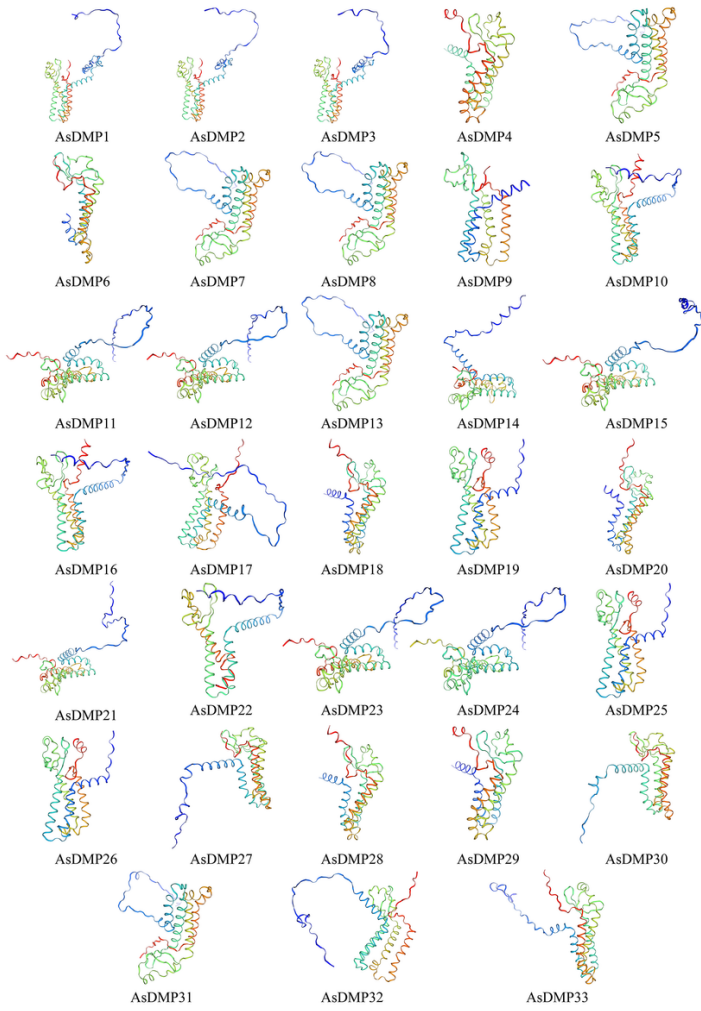 AsDMP1 AsDMP2 AsDMP3 AsDMP4 AsDMP5
AsDMP6 AsDMP7 AsDMP8 AsDMP9 AsDMP10
AsDMP11 AsDMP12 AsDMP13 AsDMP14 AsDMP15
AsDMP16 AsDMP17 AsDMP18 AsDMP19 AsDMP20
AsDMP21 AsDMP22 AsDMP23 AsDMP24 AsDMP25
AsDMP26 AsDMP27 AsDMP28 AsDMP29 AsDMP30
AsDMP31 AsDMP32 AsDMP33